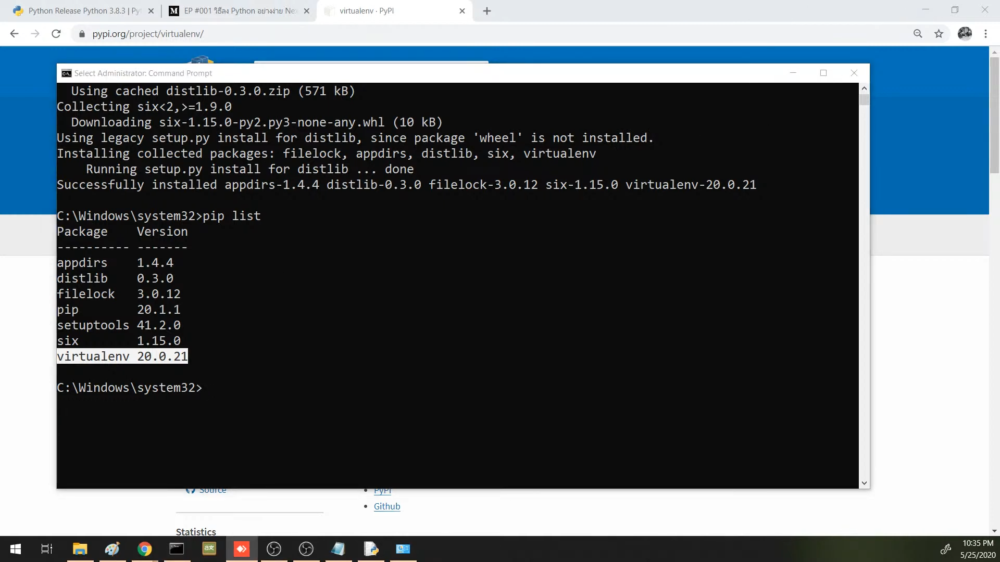 Python Release Python 3.8.3 | Py
EP #001 วิธีลง Python อย่างง่าย Ne
virtualenv · PyPI
pypi.org/project/virtualenv/
Select Administrator: Command Prompt
Using cached distlib-0.3.0.zip (571 kB)
Collecting six<2,>=1.9.0
Downloading six-1.15.0-py2.py3-none-any.whl (10 kB)
Using legacy setup.py install for distlib, since package 'wheel' is not installed.
Installing collected packages: filelock, appdirs, distlib, six, virtualenv
Running setup.py install for distlib ... done
Successfully installed appdirs-1.4.4 distlib-0.3.0 filelock-3.0.12 six-1.15.0 virtualenv-20.0.21
C:\Windows\system32>pip list
Package Version
---------- -------
appdirs 1.4.4
distlib 0.3.0
filelock 3.0.12
pip 20.1.1
setuptools 41.2.0
six 1.15.0
virtualenv 20.0.21
C:\Windows\system32>
Source
PyPI
Github
Statistics
10:35 PM
5/25/2020